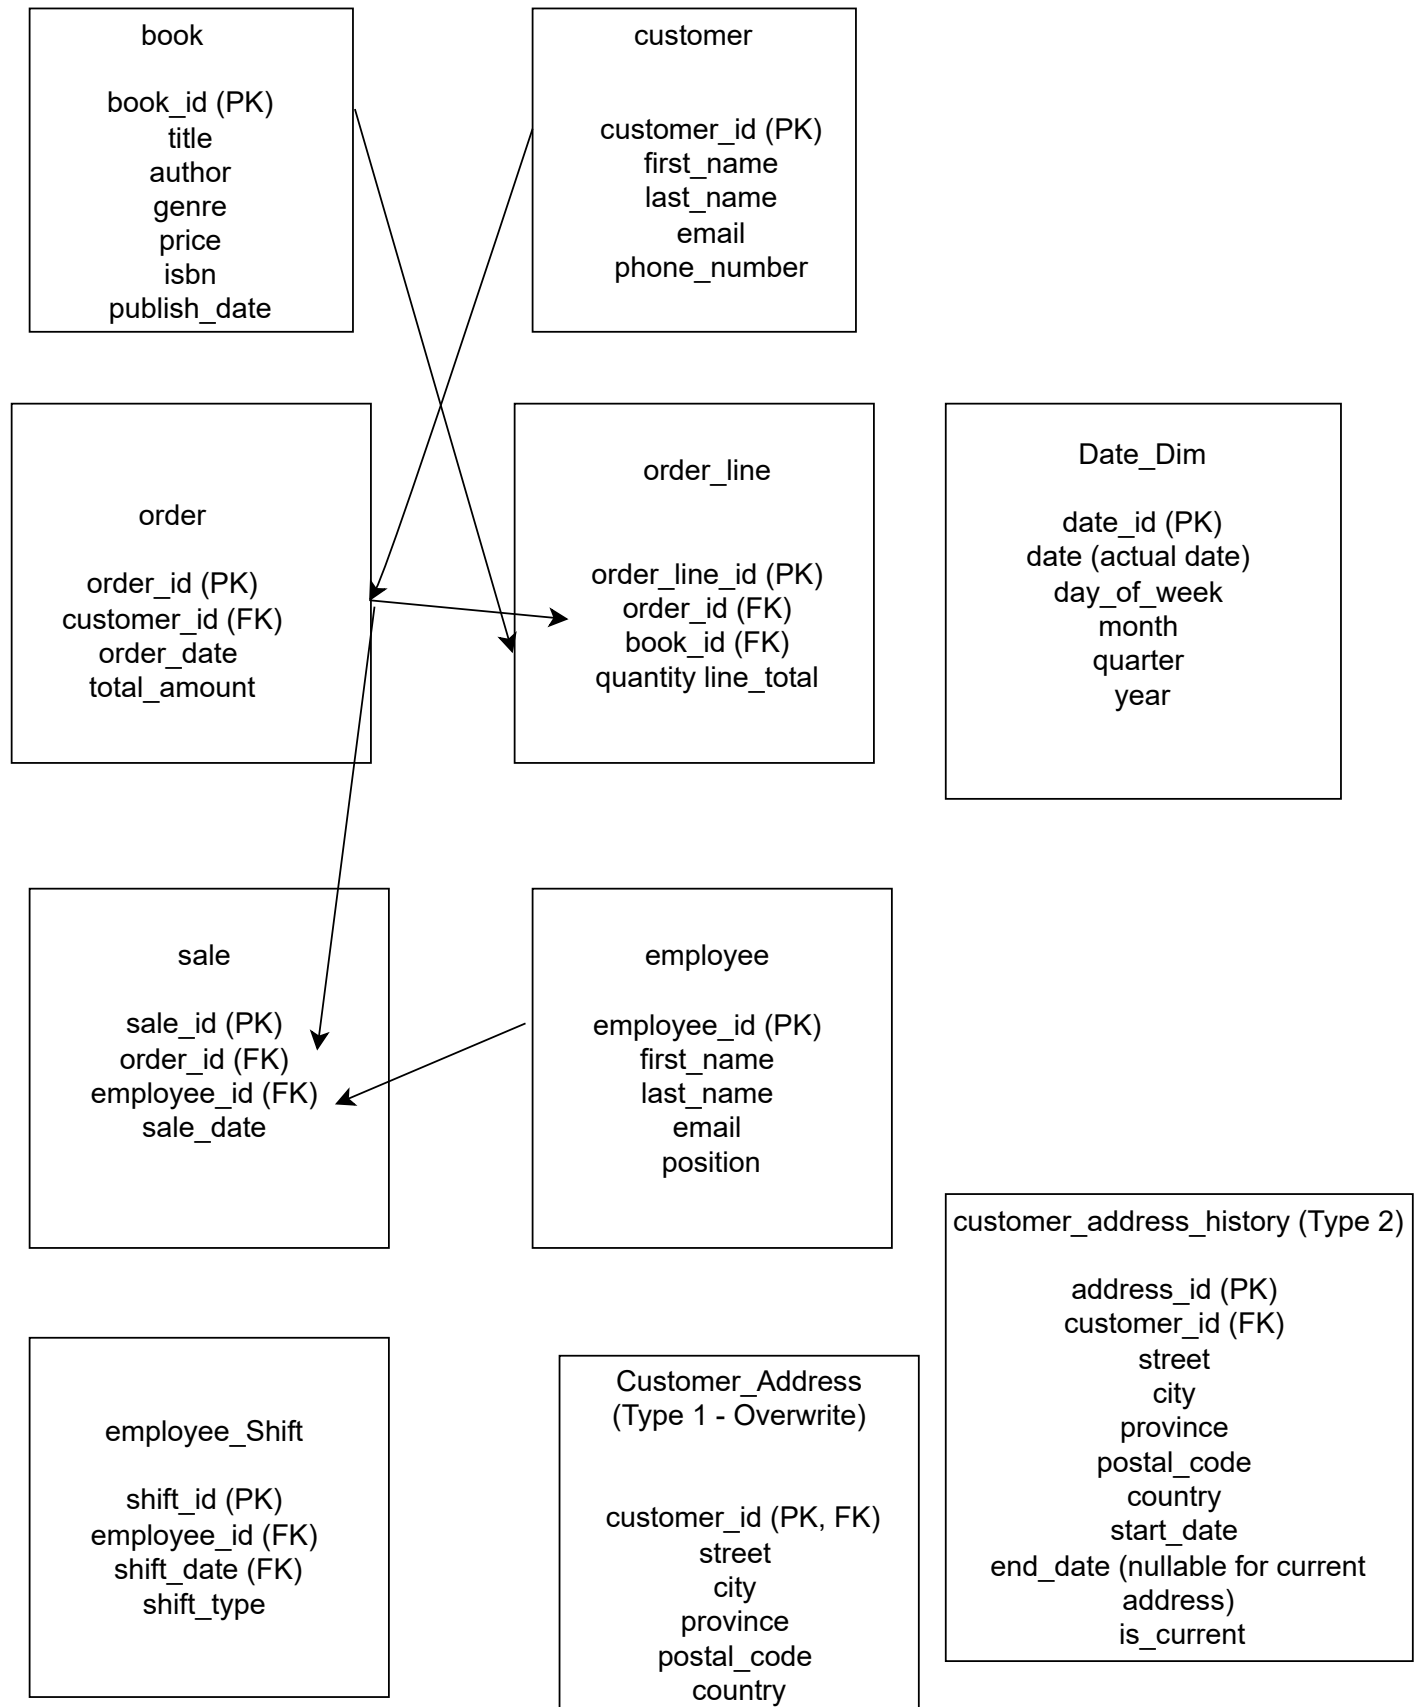 book
book_id (PK)
title
author
genre
price
isbn
publish_date
customer
customer_id (PK)
first_name
last_name
email
phone_number
order
order_id (PK)
customer_id (FK)
order_date
total_amount
order_line
order_line_id (PK)
order_id (FK)
book_id (FK)
quantity line_total
Date_Dim
date_id (PK)
date (actual date)
day_of_week
month
quarter
year
sale
sale_id (PK)
order_id (FK)
employee_id (FK)
sale_date
employee
employee_id (PK)
first_name
last_name
email
position
customer_address_history (Type 2)
address_id (PK)
customer_id (FK)
street
city
province
postal_code
country
start_date
end_date (nullable for current
address)
is_current
employee_Shift
shift_id (PK)
employee_id (FK)
shift_date (FK)
shift_type
Customer_Address
(Type 1 - Overwrite)
customer_id (PK, FK)
street
city
province
postal_code
country